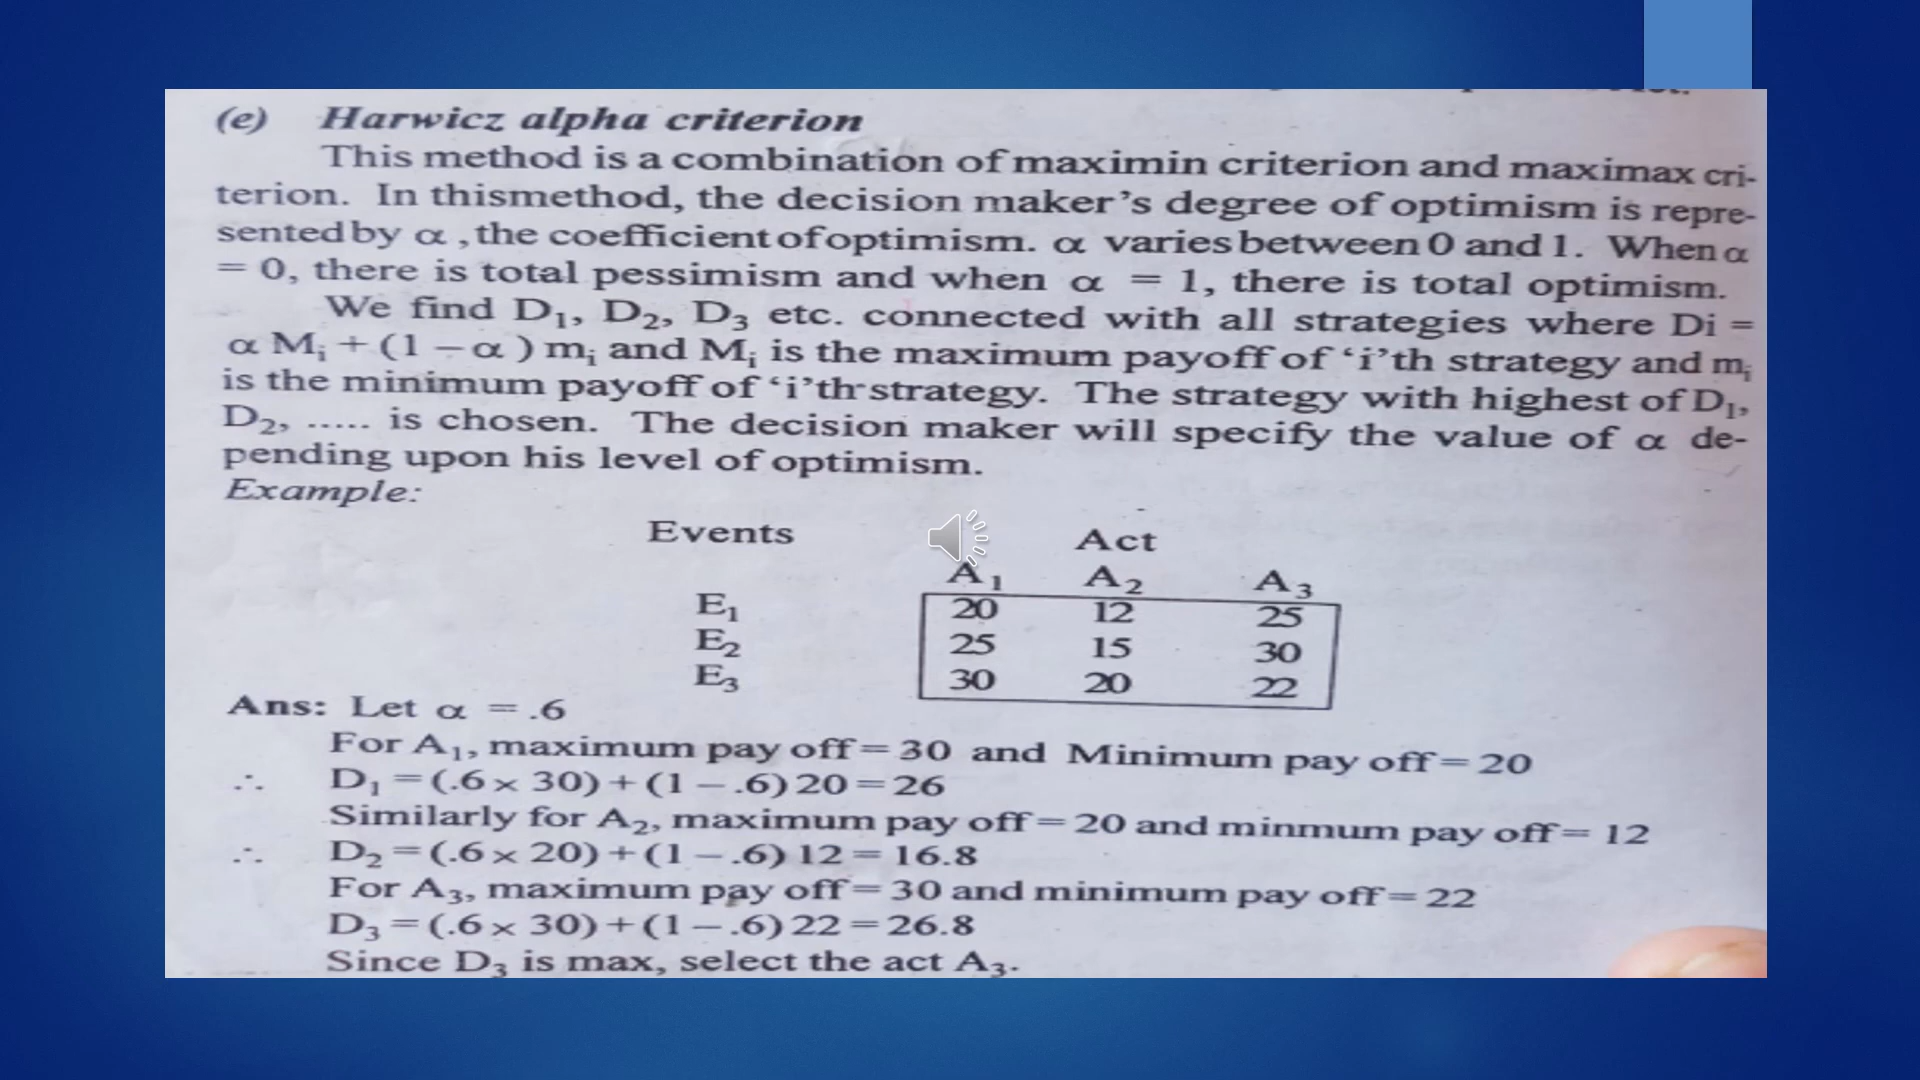 (e) Harwicz alpha criterion
This method is a combination of maximin criterion and maximax cri-
terion. In thismethod, the decision maker's degree of optimism is repre-
sented by α , the coefficient of optimism. α varies between 0 and 1. When α
= 0, there is total pessimism and when α = 1, there is total optimism.
We find D₁, D₂, D₃ etc. connected with all strategies where Di =
α Mᵢ + (1 – α ) mᵢ and Mᵢ is the maximum payoff of 'i'th strategy and mᵢ
is the minimum payoff of 'i'th strategy. The strategy with highest of D₁,
D₂, ..... is chosen. The decision maker will specify the value of α de-
pending upon his level of optimism.
Example:
Events Act
A₁ A₂ A₃
E₁ 20 12 25
E₂ 25 15 30
E₃ 30 20 22
Ans: Let α = .6
For A₁, maximum pay off = 30 and Minimum pay off = 20
∴ D₁ = (.6 × 30) + (1 – .6) 20 = 26
Similarly for A₂, maximum pay off = 20 and minmum pay off = 12
∴ D₂ = (.6 × 20) + (1 – .6) 12 = 16.8
For A₃, maximum pay off = 30 and minimum pay off = 22
D₃ = (.6 × 30) + (1 – .6) 22 = 26.8
Since D₃ is max, select the act A₃.